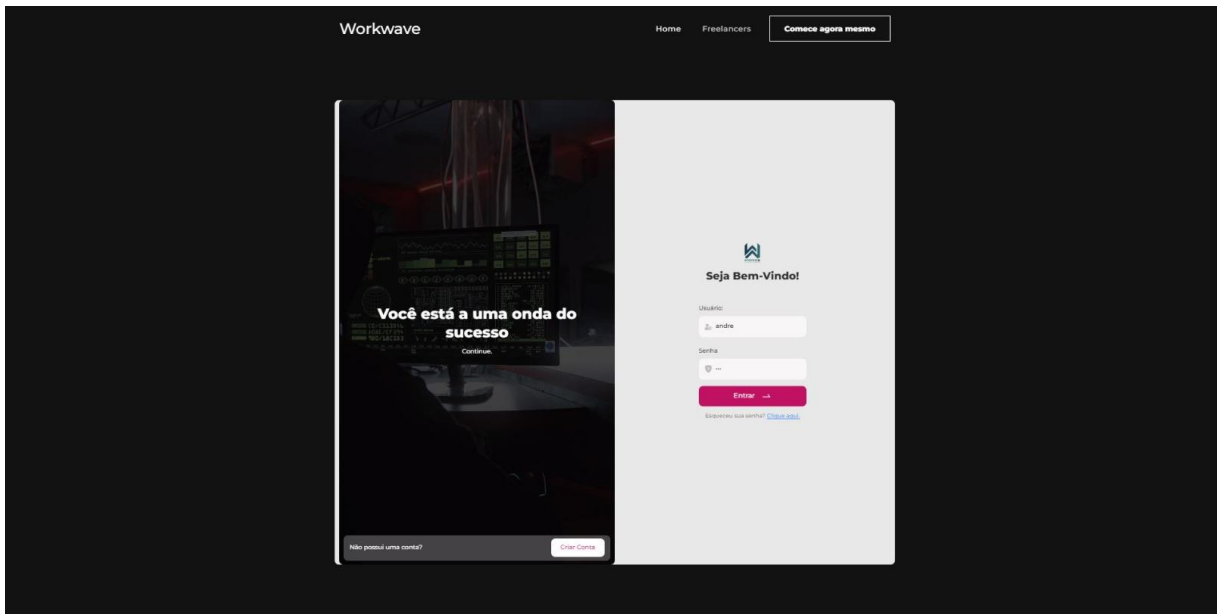 Workwave
Home
Freelancers
Comece agora mesmo
Você está a uma onda do
sucesso
Continue.
Não possui uma conta?
Criar Conta
Seja Bem-Vindo!
Usuário:
andre
Senha
Entrar
Esqueceu sua senha? Clique aqui.